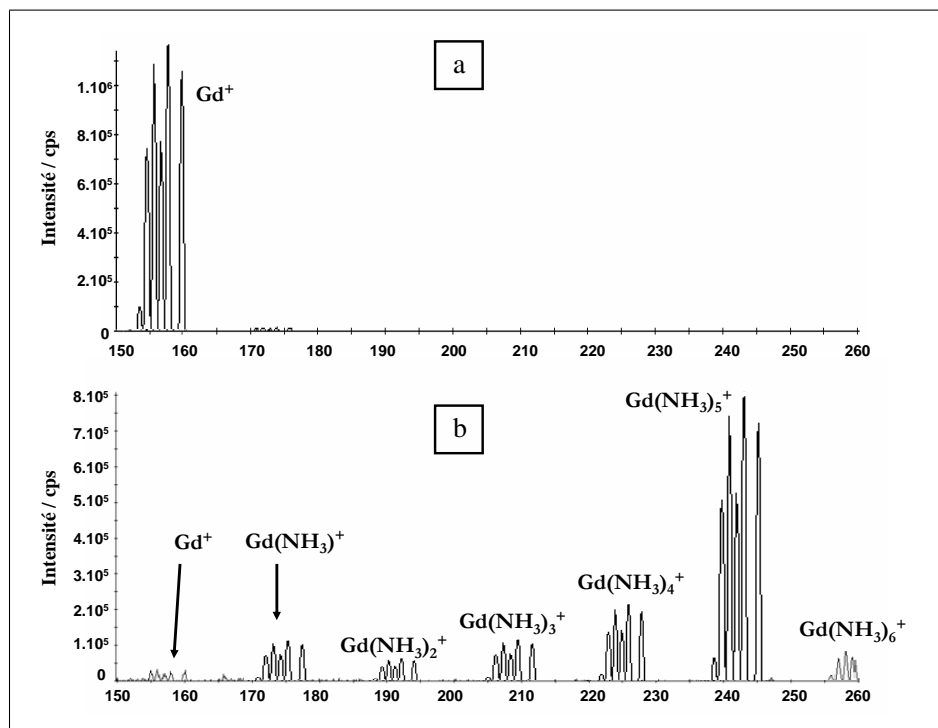 a
Intensité / cps
1.10⁶
8.10⁵
6.10⁵
4.10⁵
2.10⁵
0
Gd⁺
150 160 170 180 190 200 210 220 230 240 250 260
b
Intensité / cps
8.10⁵
7.10⁵
6.10⁵
5.10⁵
4.10⁵
3.10⁵
2.10⁵
1.10⁵
0
Gd⁺
Gd(NH₃)⁺
Gd(NH₃)₂⁺
Gd(NH₃)₃⁺
Gd(NH₃)₄⁺
Gd(NH₃)₅⁺
Gd(NH₃)₆⁺
150 160 170 180 190 200 210 220 230 240 250 260